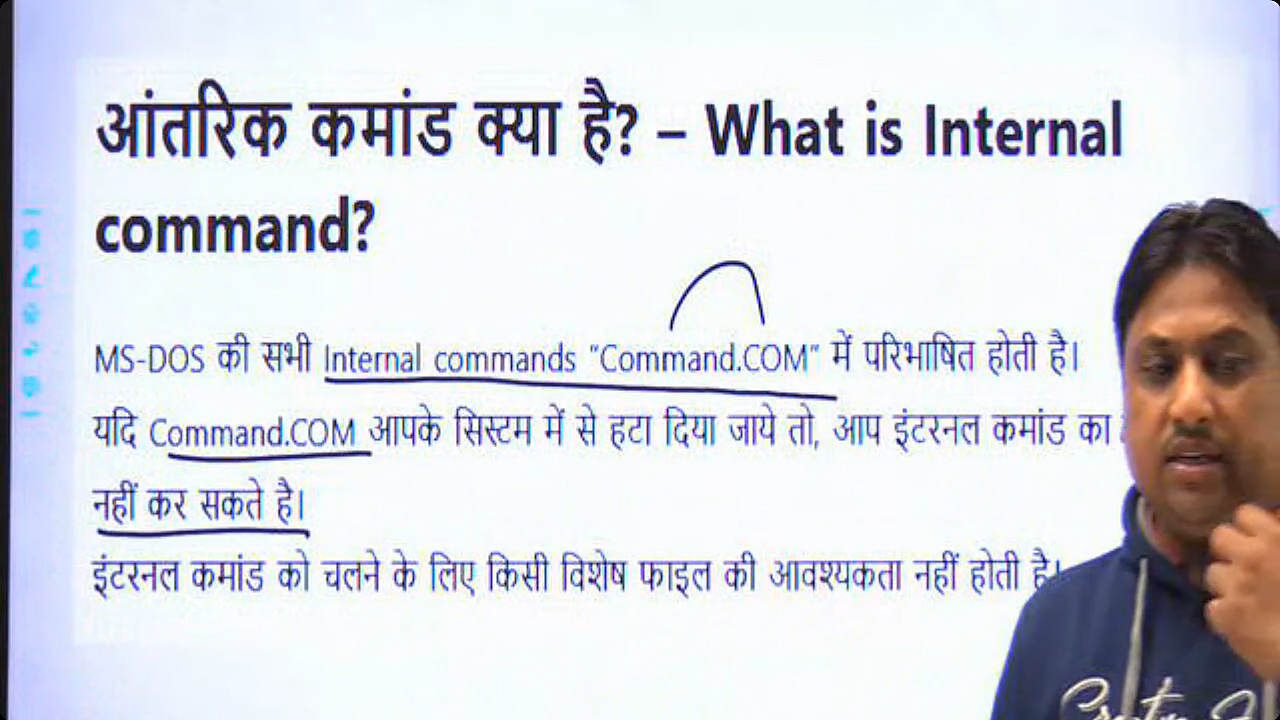 आंतरिक कमांड क्या है? – What is Internal
command?
MS-DOS की सभी Internal commands "Command.COM" में परिभाषित होती है।
यदि Command.COM आपके सिस्टम में से हटा दिया जाये तो, आप इंटरनल कमांड का
नहीं कर सकते है।
इंटरनल कमांड को चलने के लिए किसी विशेष फाइल की आवश्यकता नहीं होती है।